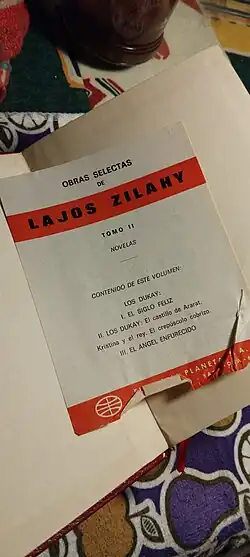 OBRAS SELECTAS
DE
LAJOS ZILAHY
TOMO II
NOVELAS
CONTENIDO DE ESTE VOLUMEN:
LOS DUKAY:
I. EL SIGLO FELIZ
II. LOS DUKAY: El castillo de Ararat.
Kristina y el rey. El crepúsculo cobrizo.
III. EL ÁNGEL ENFURECIDO
PLANETA